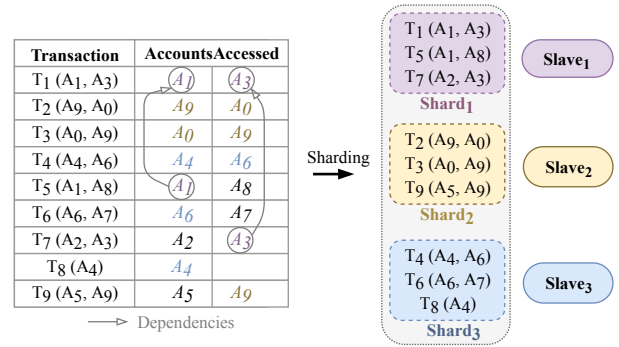 Transaction Accounts Accessed
T1 (A1, A3) A1 A3
T2 (A9, A0) A9 A0
T3 (A0, A9) A0 A9
T4 (A4, A6) A4 A6
T5 (A1, A8) A1 A8
T6 (A6, A7) A6 A7
T7 (A2, A3) A2 A3
T8 (A4) A4
T9 (A5, A9) A5 A9
Dependencies
Sharding
T1 (A1, A3)
T5 (A1, A8)
T7 (A2, A3)
Shard1
Slave1
T2 (A9, A0)
T3 (A0, A9)
T9 (A5, A9)
Shard2
Slave2
T4 (A4, A6)
T6 (A6, A7)
T8 (A4)
Shard3
Slave3